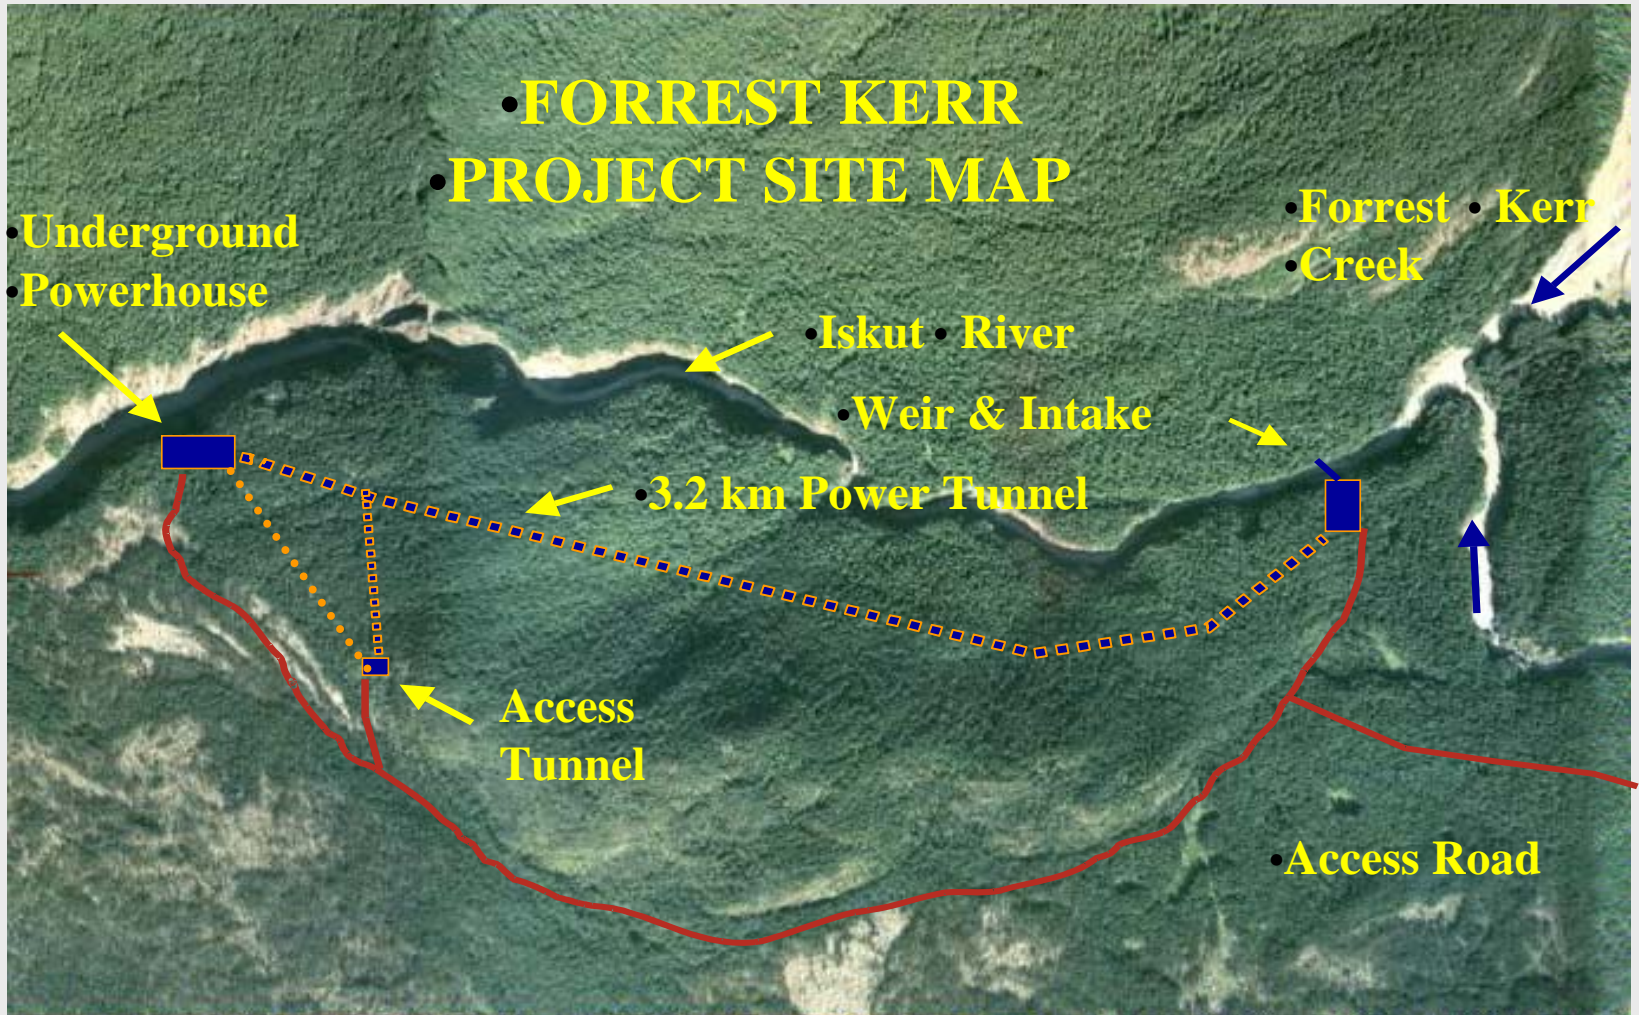 •FORREST KERR
•PROJECT SITE MAP
•Underground
•Powerhouse
•Forrest • Kerr
•Creek
•Iskut • River
•Weir & Intake
•3.2 km Power Tunnel
Access
Tunnel
•Access Road